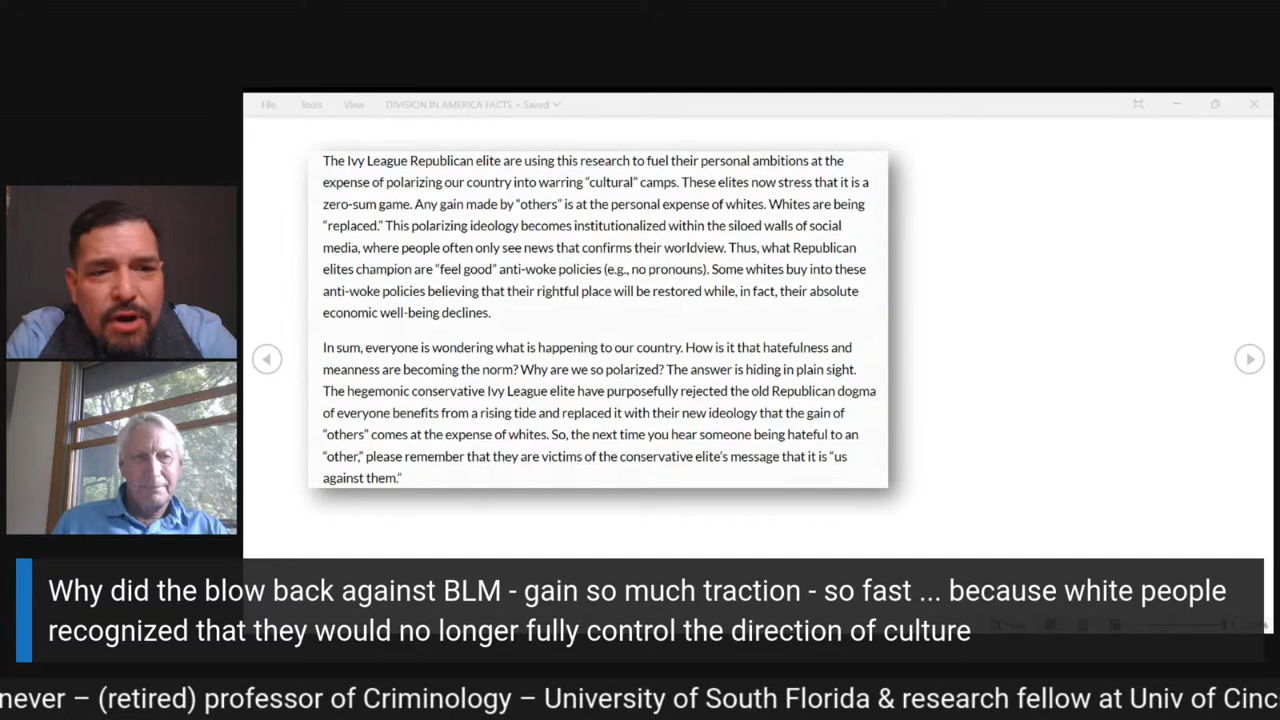 File Tools View DIVISION IN AMERICA FACTS • Saved
The Ivy League Republican elite are using this research to fuel their personal ambitions at the
expense of polarizing our country into warring “cultural” camps. These elites now stress that it is a
zero-sum game. Any gain made by “others” is at the personal expense of whites. Whites are being
“replaced.” This polarizing ideology becomes institutionalized within the siloed walls of social
media, where people often only see news that confirms their worldview. Thus, what Republican
elites champion are “feel good” anti-woke policies (e.g., no pronouns). Some whites buy into these
anti-woke policies believing that their rightful place will be restored while, in fact, their absolute
economic well-being declines.
In sum, everyone is wondering what is happening to our country. How is it that hatefulness and
meanness are becoming the norm? Why are we so polarized? The answer is hiding in plain sight.
The hegemonic conservative Ivy League elite have purposefully rejected the old Republican dogma
of everyone benefits from a rising tide and replaced it with their new ideology that the gain of
“others” comes at the expense of whites. So, the next time you hear someone being hateful to an
“other,” please remember that they are victims of the conservative elite’s message that it is “us
against them.”
Why did the blow back against BLM - gain so much traction - so fast ... because white people
recognized that they would no longer fully control the direction of culture
never – (retired) professor of Criminology – University of South Florida & research fellow at Univ of Cinc